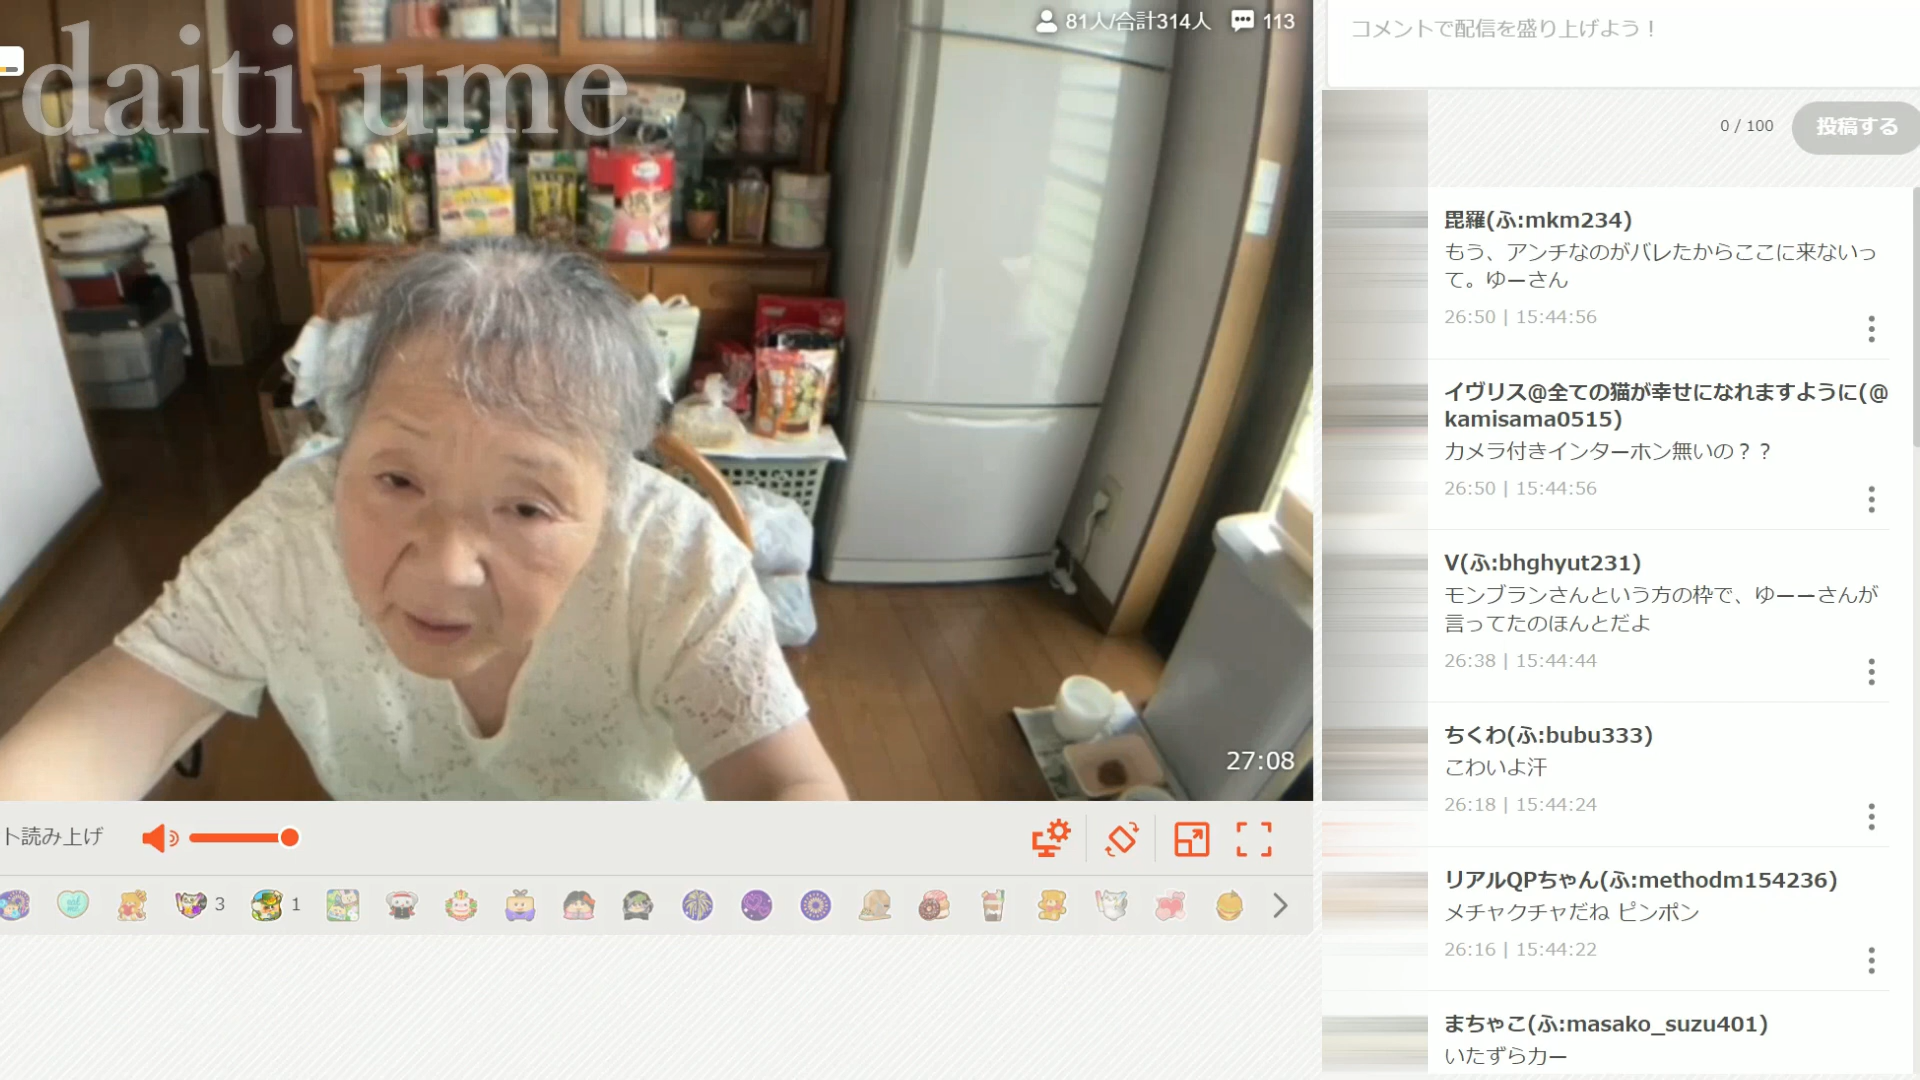 daiti ume
81人/合計314人 113
27:08
ト読み上げ
3
1
コメントで配信を盛り上げよう！
0 / 100
投稿する
毘羅(ふ:mkm234)
もう、アンチなのがバレたからここに来ないっ
て。ゆーさん
26:50 | 15:44:56
イヴリス@全ての猫が幸せになれますように(@
kamisama0515)
カメラ付きインターホン無いの？？
26:50 | 15:44:56
V(ふ:bhghyut231)
モンブランさんという方の枠で、ゆーーさんが
言ってたのほんとだよ
26:38 | 15:44:44
ちくわ(ふ:bubu333)
こわいよ汗
26:18 | 15:44:24
リアルQPちゃん(ふ:methodm154236)
メチャクチャだね ピンポン
26:16 | 15:44:22
まちゃこ(ふ:masako_suzu401)
いたずらカー